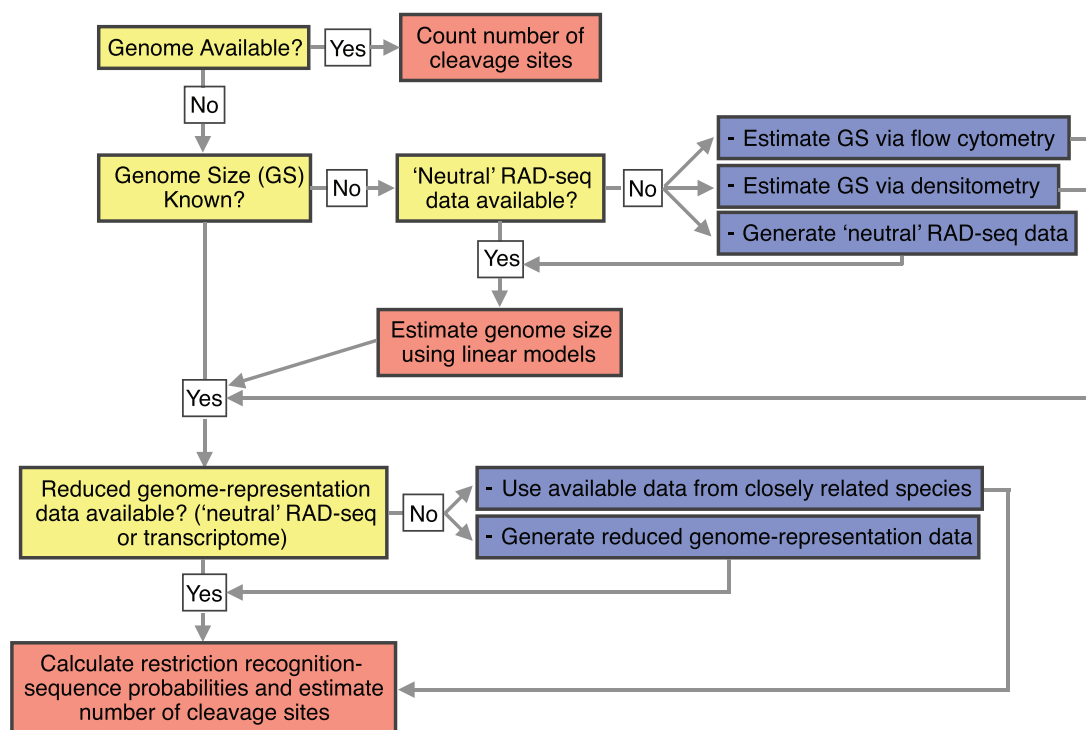 Genome Available?
Yes
Count number of
cleavage sites
No
Genome Size (GS)
Known?
No
‘Neutral’ RAD-seq
data available?
No
- Estimate GS via flow cytometry
- Estimate GS via densitometry
- Generate ‘neutral’ RAD-seq data
Yes
Estimate genome size
using linear models
Yes
Reduced genome-representation
data available? (‘neutral’ RAD-seq
or transcriptome)
No
- Use available data from closely related species
- Generate reduced genome-representation data
Yes
Calculate restriction recognition-
sequence probabilities and estimate
number of cleavage sites